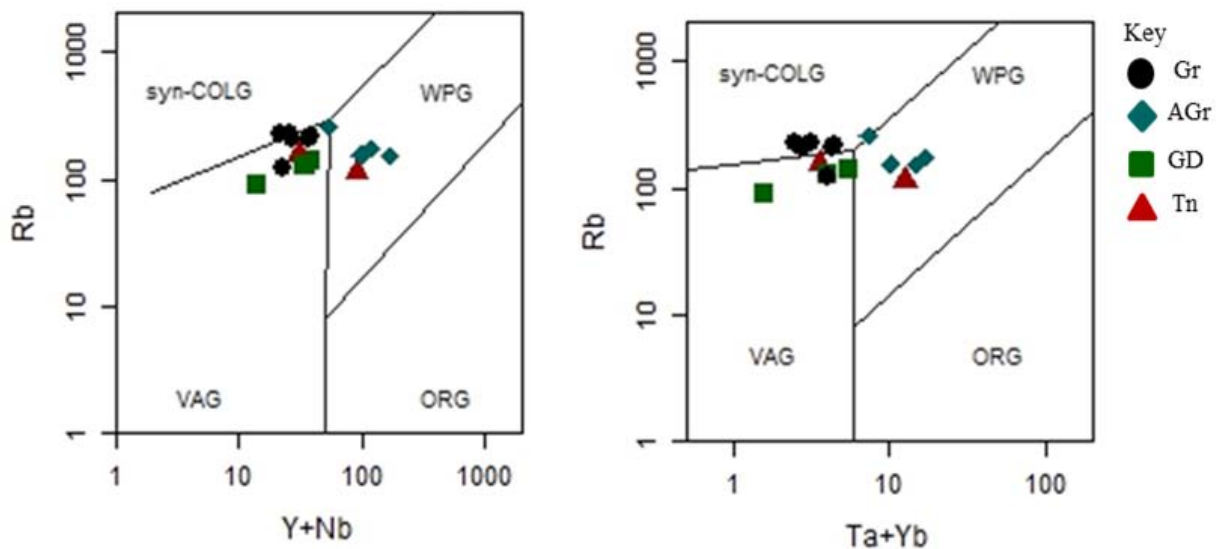 1000
100
10
1
Rb
syn-COLG
WPG
VAG
ORG
1 10 100 1000
Y+Nb
1000
100
10
1
Rb
syn-COLG
WPG
VAG
ORG
1 10 100
Ta+Yb
Key
Gr
AGr
GD
Tn